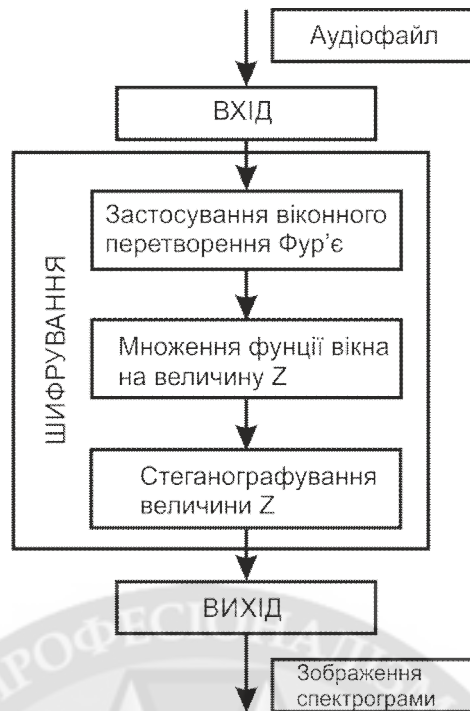 Аудіофайл
ВХІД
ШИФРУВАННЯ
Застосування віконного
перетворення Фур’є
Множення фунції вікна
на величину Z
Стеганографування
величини Z
ВИХІД
Зображення
спектрограми